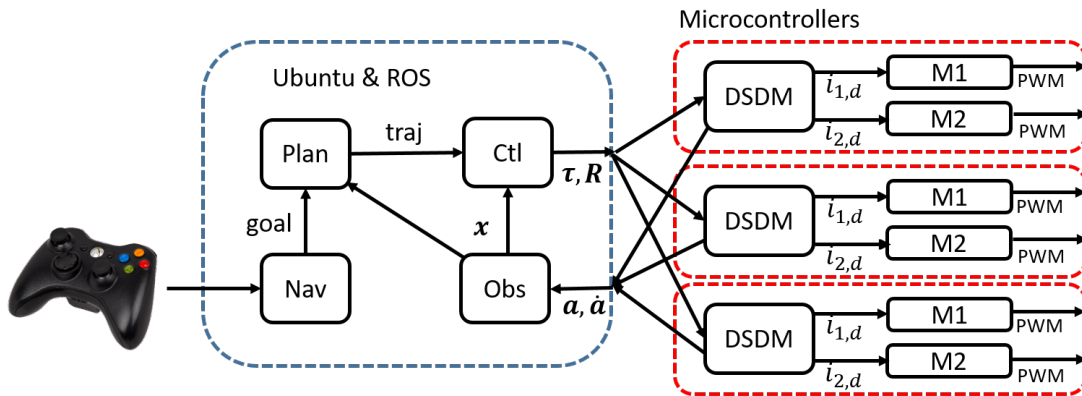 Microcontrollers
Ubuntu & ROS
Plan
traj
Ctl
τ, R
goal
x
Nav
Obs
a, ȧ
DSDM
i₁,d
M1
PWM
i₂,d
M2
PWM
DSDM
i₁,d
M1
PWM
i₂,d
M2
PWM
DSDM
i₁,d
M1
PWM
i₂,d
M2
PWM